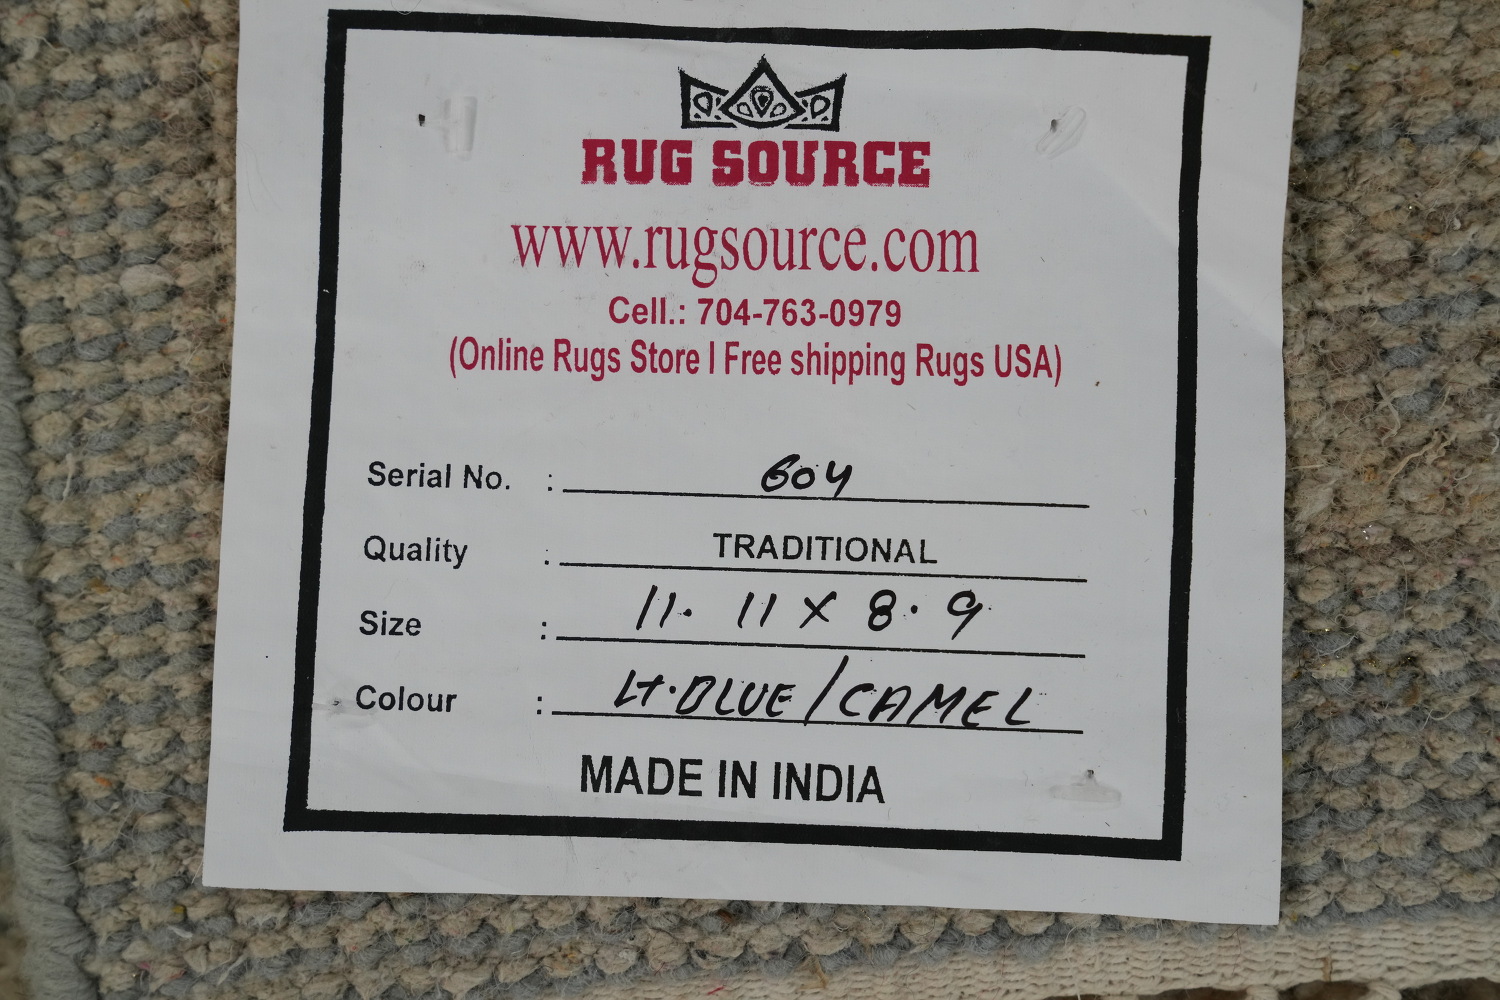 RUG SOURCE
www.rugsource.com
Cell.: 704-763-0979
(Online Rugs Store I Free shipping Rugs USA)
Serial No. : 604
Quality : TRADITIONAL
Size : 11. 11 X 8.9
Colour : LT.BLUE/CAMEL
MADE IN INDIA